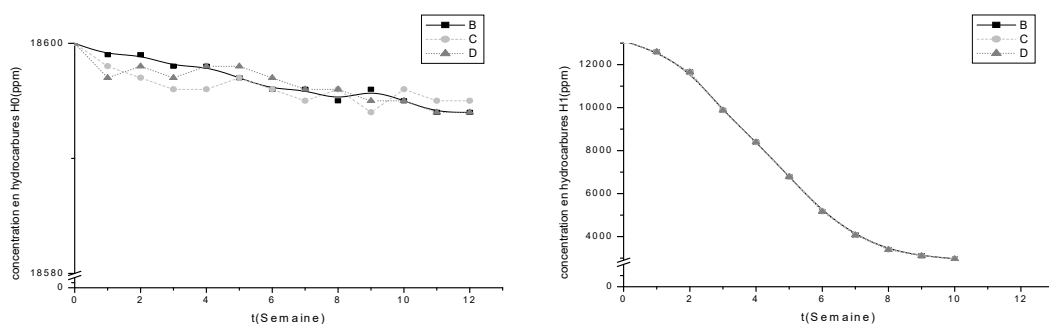 B
C
D
18600
18580
0
concentration en hydrocarbures H0(ppm)
0 2 4 6 8 10 12
t(Semaine)
B
C
D
12000
10000
8000
6000
4000
0
concentration en hydrocarbures H1(ppm)
0 2 4 6 8 10 12
t(Semaine)